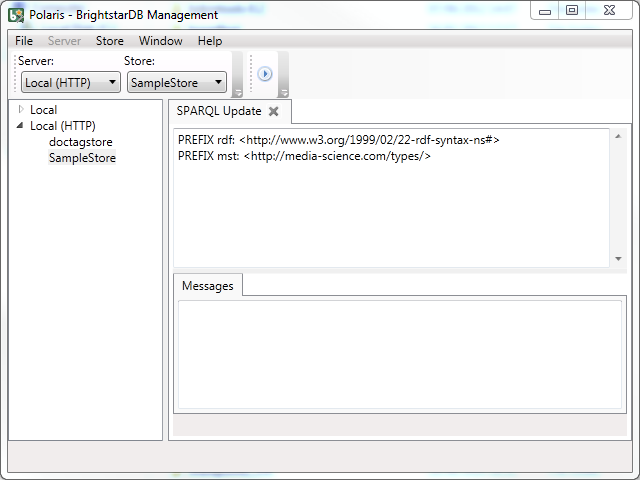 Polaris - BrightstarDB Management
File Server Store Window Help
Server: Store:
Local (HTTP) SampleStore
Local
Local (HTTP)
doctagstore
SampleStore
SPARQL Update
PREFIX rdf: <http://www.w3.org/1999/02/22-rdf-syntax-ns#>
PREFIX mst: <http://media-science.com/types/>
Messages